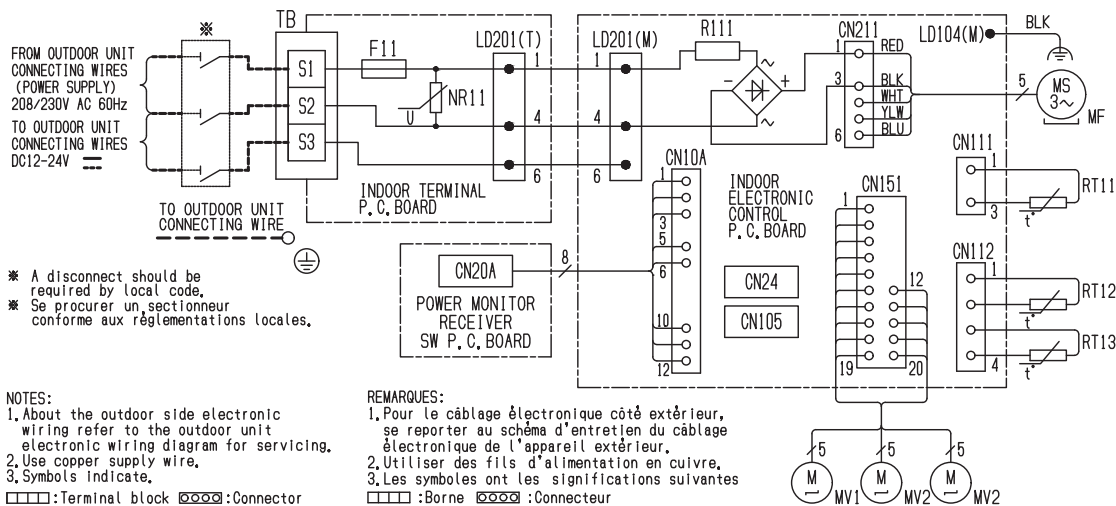 ※
TB
FROM OUTDOOR UNIT
CONNECTING WIRES
(POWER SUPPLY)
208/230V AC 60Hz
TO OUTDOOR UNIT
CONNECTING WIRES
DC12-24V
S1
S2
S3
F11
NR11
U
LD201(T)
1
4
6
INDOOR TERMINAL
P.C.BOARD
TO OUTDOOR UNIT
CONNECTING WIRE
LD201(M)
1
4
6
R111
~
-
+
~
CN211
1
3
6
RED
BLK
WHT
YLW
BLU
LD104(M)
BLK
5
MS
3~
MF
CN10A
1
3
5
6
10
12
INDOOR
ELECTRONIC
CONTROL
P.C.BOARD
CN24
CN105
CN151
1
12
19
20
CN111
1
3
t°
RT11
CN112
1
4
t°
RT12
t°
RT13
CN20A
8
POWER MONITOR
RECEIVER
SW P.C.BOARD
5
5
5
M
M
M
MV1
MV2
MV2
※ A disconnect should be
required by local code.
※ Se procurer un sectionneur
conforme aux réglementations locales.
NOTES:
1.About the outdoor side electronic
wiring refer to the outdoor unit
electronic wiring diagram for servicing.
2.Use copper supply wire.
3.Symbols indicate.
:Terminal block :Connector
REMARQUES:
1.Pour le câblage électronique côté extérieur,
se reporter au schéma d'entretien du câblage
électronique de l'appareil extérieur.
2.Utiliser des fils d'alimentation en cuivre.
3.Les symboles ont les significations suivantes
:Borne :Connecteur